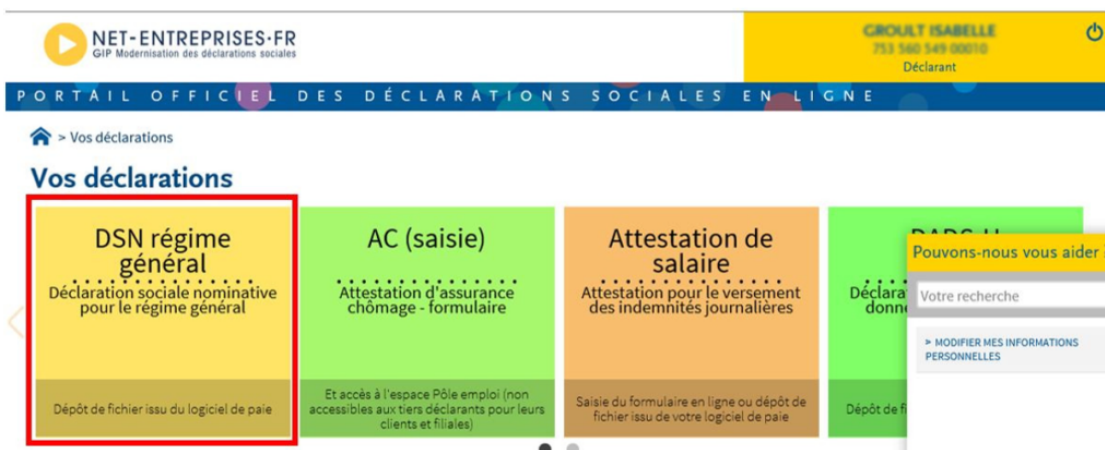 NET-ENTREPRISES·FR
GIP Modernisation des déclarations sociales
GROULT ISABELLE
753 560 549 00010
Déclarant
PORTAIL OFFICIEL DES DÉCLARATIONS SOCIALES EN LIGNE
> Vos déclarations
Vos déclarations
DSN régime
général
Déclaration sociale nominative
pour le régime général
Dépôt de fichier issu du logiciel de paie
AC (saisie)
Attestation d'assurance
chômage - formulaire
Et accès à l'espace Pôle emploi (non
accessibles aux tiers déclarants pour leurs
clients et filiales)
Attestation de
salaire
Attestation pour le versement
des indemnités journalières
Saisie du formulaire en ligne ou dépôt de
fichier issu de votre logiciel de paie
Déclara
donn
Dépôt de fi
Pouvons-nous vous aider
Votre recherche
> MODIFIER MES INFORMATIONS
PERSONNELLES